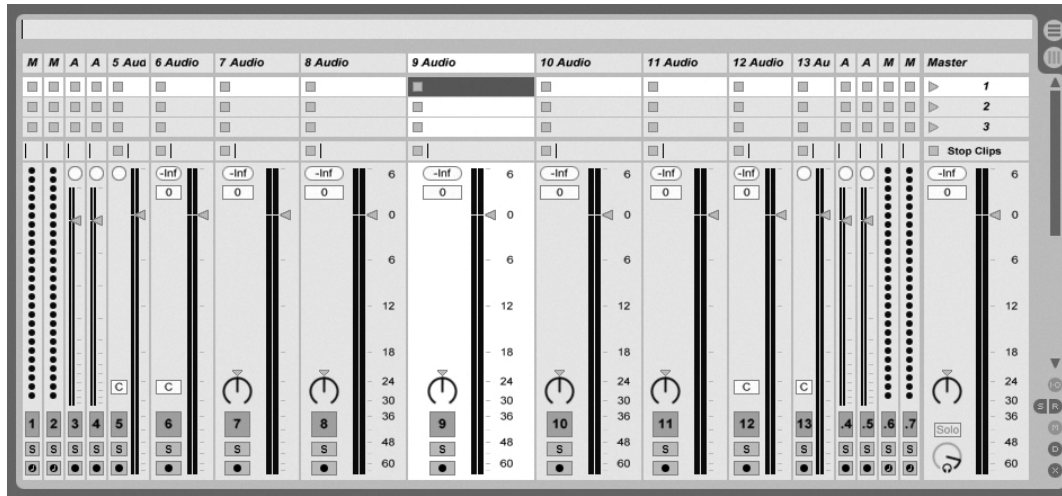 M M A A 5 Aud 6 Audio 7 Audio 8 Audio 9 Audio 10 Audio 11 Audio 12 Audio 13 Au A A M M Master
1
2
3
Stop Clips
-Inf -Inf -Inf 6 -Inf 6 -Inf 6 -Inf -Inf -Inf 6
0 0 0 0 0 0 0 0
0 0 0 0
6 6 6 6
12 12 12 12
18 18 18 18
C C 24 24 24 C C 24
30 30 30 30
36 36 36 36
1 2 3 4 5 6 7 8 9 10 11 12 13 .4 .5 .6 .7 Solo
S S S S S S S S S S S S S S S S S
48 48 48 48
60 60 60 60
I·O
S R
M
D
X